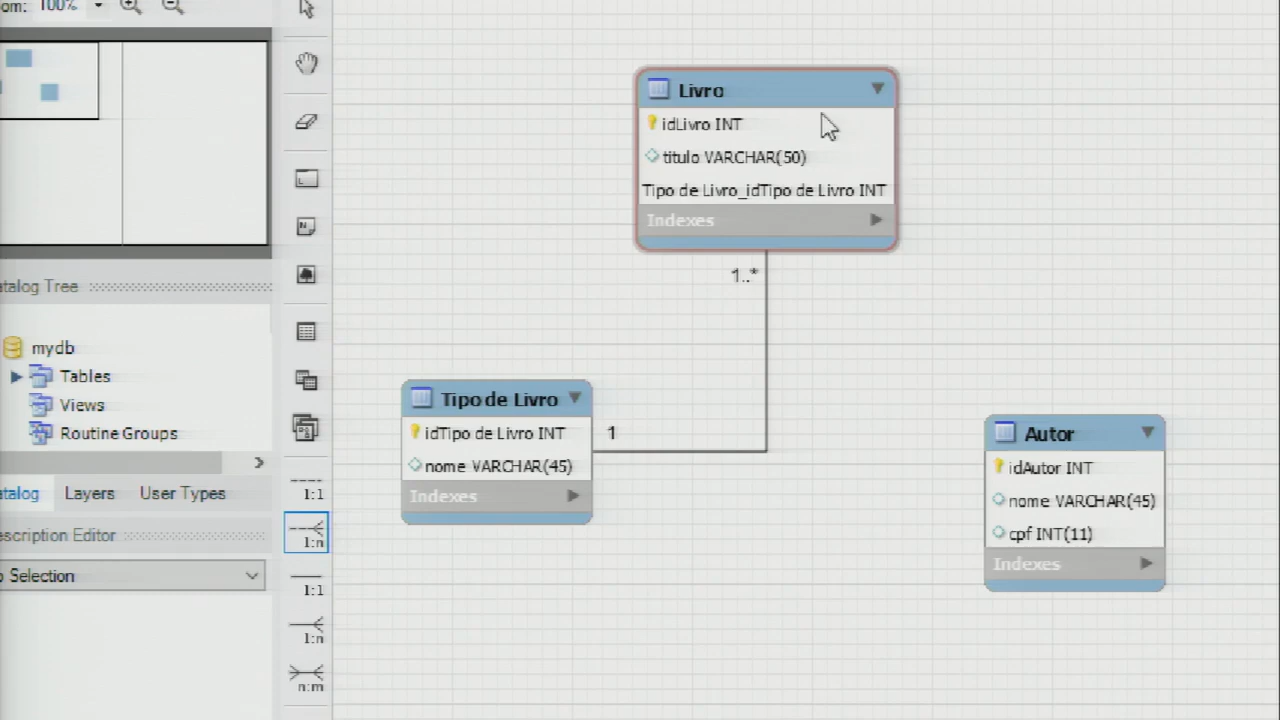 om: 100%
Livro
idLivro INT
titulo VARCHAR(50)
Tipo de Livro_idTipo de Livro INT
Indexes
1..*
atalog Tree
mydb
Tables
Views
Routine Groups
Tipo de Livro
idTipo de Livro INT
nome VARCHAR(45)
Indexes
1
Autor
idAutor INT
nome VARCHAR(45)
cpf INT(11)
Indexes
atalog Layers User Types
escription Editor
o Selection
1:1
1:n
1:1
1:n
n:m